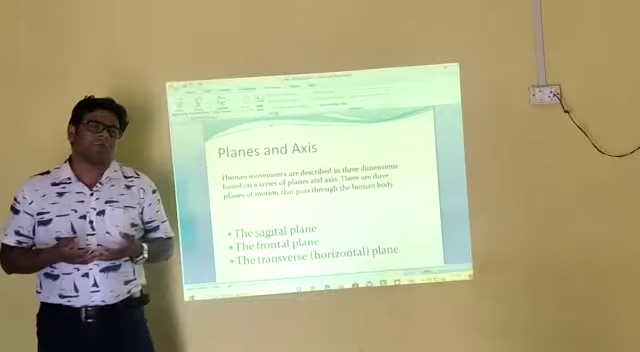 Planes and Axis
Human movements are described in three dimensions
based on a series of planes and axis. There are three
planes of motion that pass through the human body
• The sagital plane
• The frontal plane
• The transverse (horizontal) plane